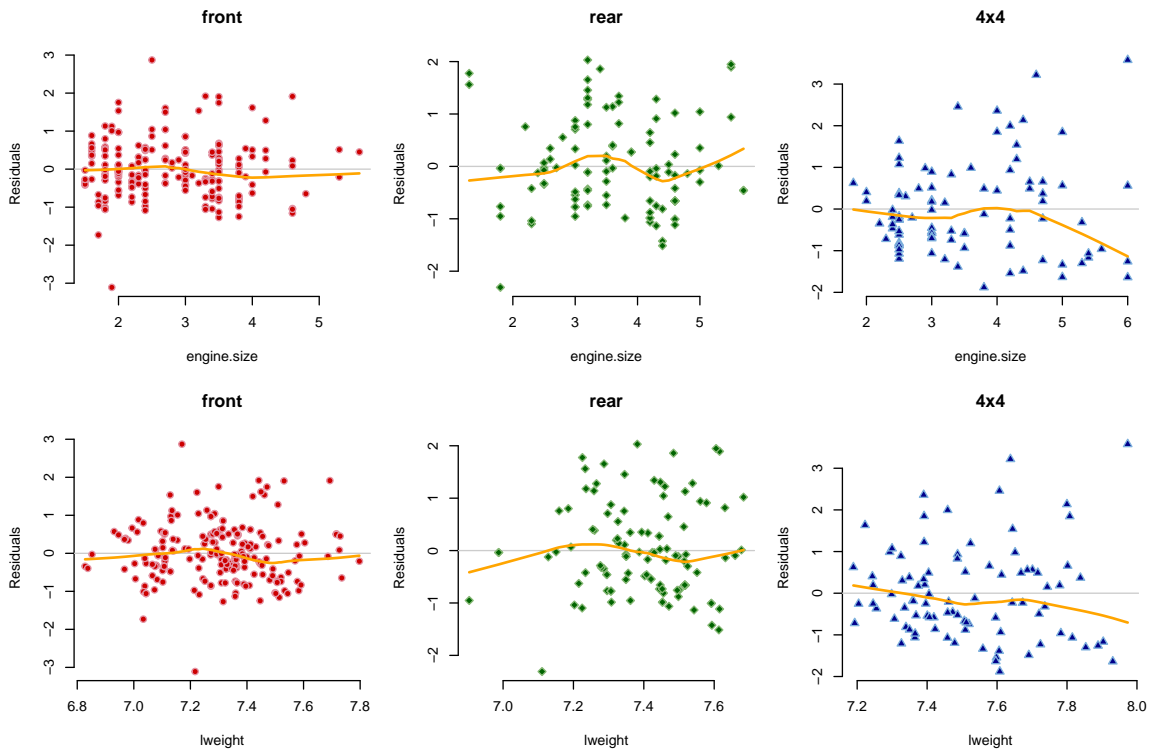 front
rear
4x4
3
2
1
0
−1
−2
−3
Residuals
2 3 4 5
engine.size
2
1
0
−1
−2
Residuals
2 3 4 5
engine.size
3
2
1
0
−1
−2
Residuals
2 3 4 5 6
engine.size
front
rear
4x4
3
2
1
0
−1
−2
−3
Residuals
6.8 7.0 7.2 7.4 7.6 7.8
lweight
2
1
0
−1
−2
Residuals
7.0 7.2 7.4 7.6
lweight
3
2
1
0
−1
−2
Residuals
7.2 7.4 7.6 7.8 8.0
lweight